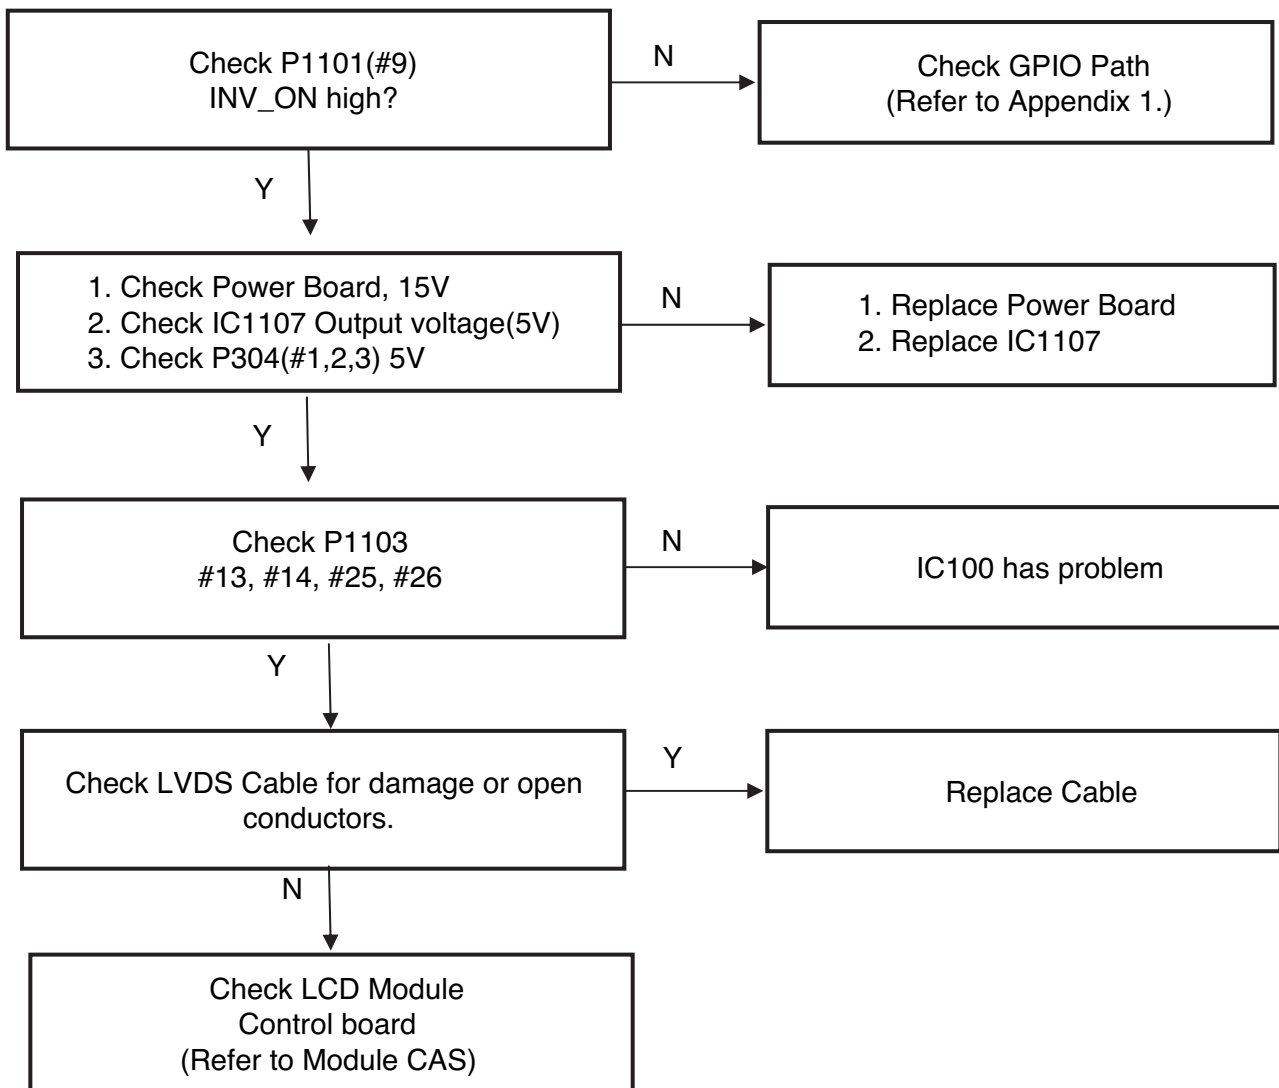 Check P1101(#9)
INV_ON high?
N
Check GPIO Path
(Refer to Appendix 1.)
Y
1. Check Power Board, 15V
2. Check IC1107 Output voltage(5V)
3. Check P304(#1,2,3) 5V
N
1. Replace Power Board
2. Replace IC1107
Y
Check P1103
#13, #14, #25, #26
N
IC100 has problem
Y
Check LVDS Cable for damage or open
conductors.
Y
Replace Cable
N
Check LCD Module
Control board
(Refer to Module CAS)